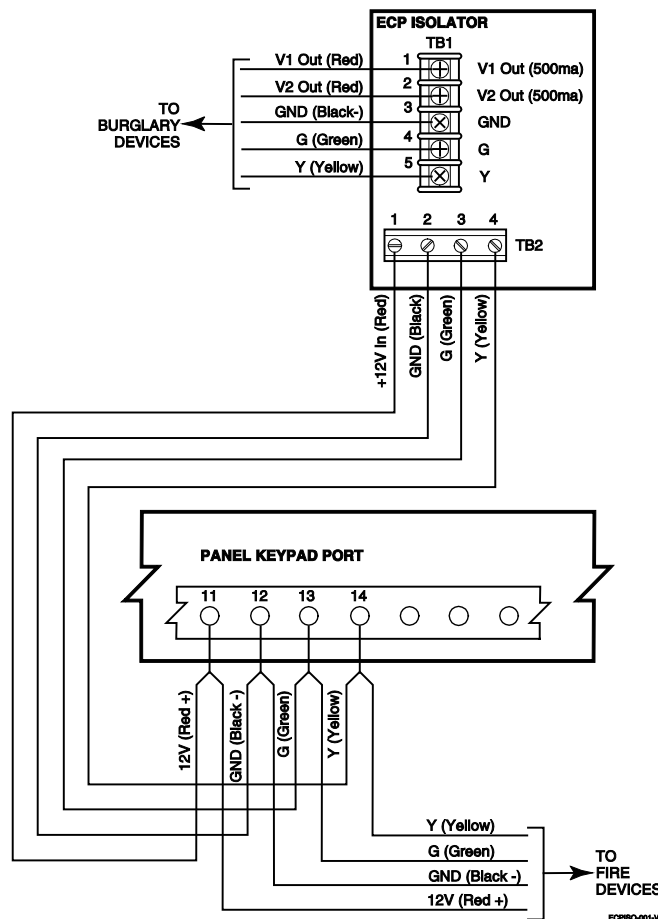 ECP ISOLATOR
TB1
V1 Out (Red) 1 V1 Out (500ma)
V2 Out (Red) 2 V2 Out (500ma)
GND (Black-) 3 GND
G (Green) 4 G
Y (Yellow) 5 Y
TO
BURGLARY
DEVICES
1 2 3 4
TB2
+12V In (Red)
GND (Black)
G (Green)
Y (Yellow)
PANEL KEYPAD PORT
11 12 13 14
12V (Red +)
GND (Black -)
G (Green)
Y (Yellow)
Y (Yellow)
G (Green)
GND (Black -)
12V (Red +)
TO
FIRE
DEVICES